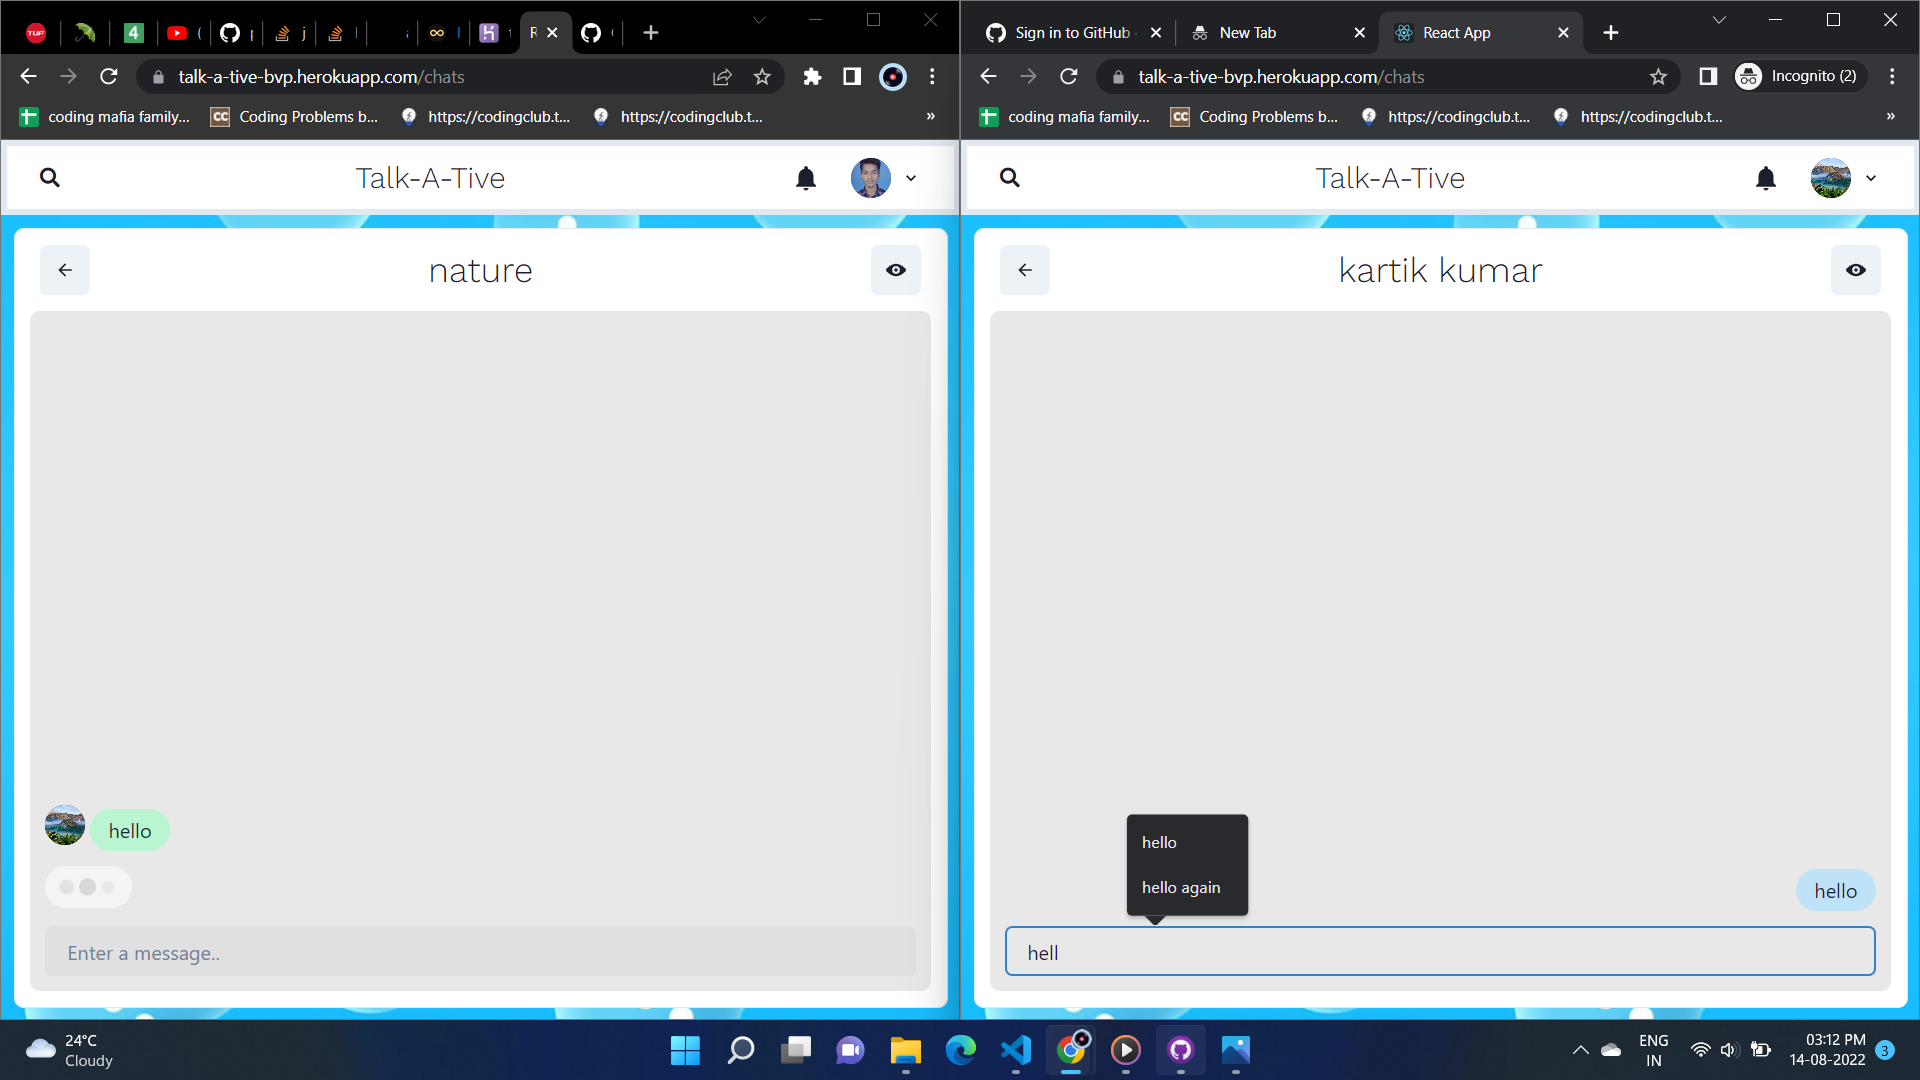 Sign in to GitHub
New Tab
React App
talk-a-tive-bvp.herokuapp.com/chats
talk-a-tive-bvp.herokuapp.com/chats
Incognito (2)
coding mafia family...
Coding Problems b...
https://codingclub.t...
https://codingclub.t...
»
coding mafia family...
Coding Problems b...
https://codingclub.t...
https://codingclub.t...
»
Talk-A-Tive
Talk-A-Tive
nature
kartik kumar
hello
Enter a message..
hello
hello again
hello
hell
24°C
Cloudy
ENG
IN
03:12 PM
14-08-2022
3